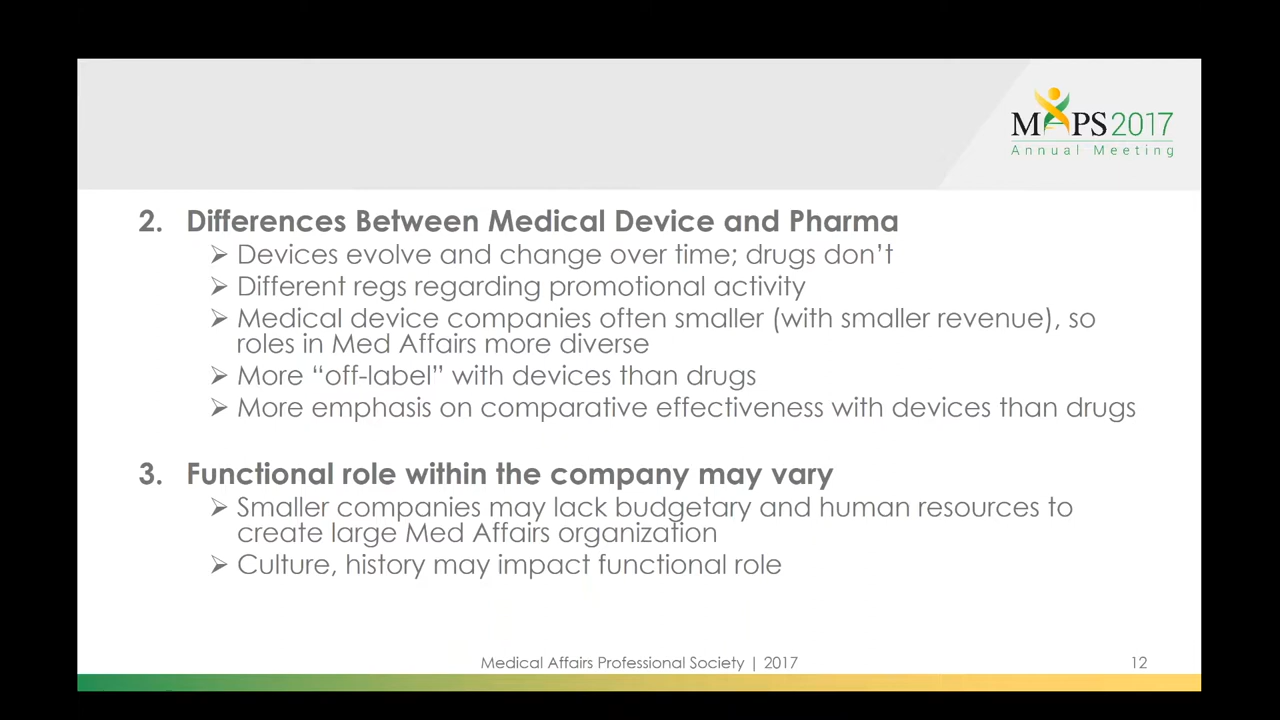 MAPS 2017
Annual Meeting
2. Differences Between Medical Device and Pharma
➢ Devices evolve and change over time; drugs don’t
➢ Different regs regarding promotional activity
➢ Medical device companies often smaller (with smaller revenue), so
roles in Med Affairs more diverse
➢ More “off-label” with devices than drugs
➢ More emphasis on comparative effectiveness with devices than drugs
3. Functional role within the company may vary
➢ Smaller companies may lack budgetary and human resources to
create large Med Affairs organization
➢ Culture, history may impact functional role
Medical Affairs Professional Society | 2017
12